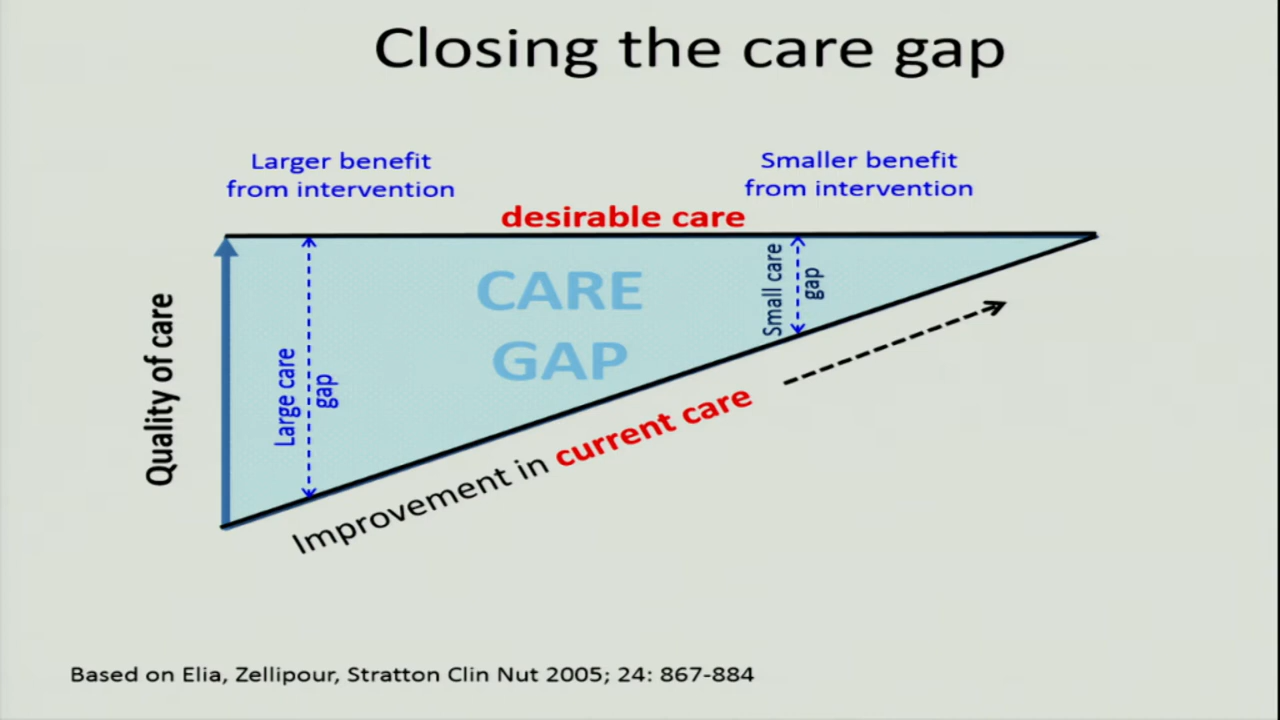 Closing the care gap
Larger benefit
from intervention
Smaller benefit
from intervention
desirable care
CARE
GAP
Quality of care
Large care
gap
Small care
gap
Improvement in current care
Based on Elia, Zellipour, Stratton Clin Nut 2005; 24: 867-884